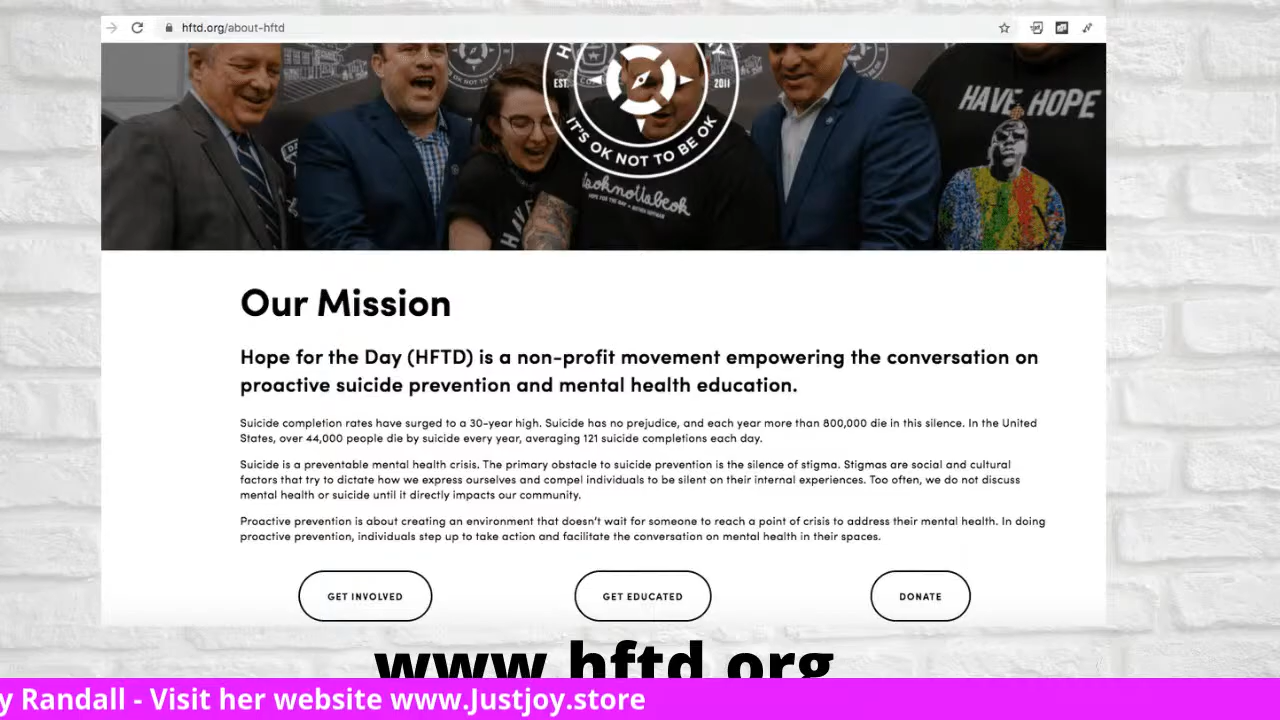 hftd.org/about-hftd
EST.
2011
IT'S OK NOT TO BE OK
HAVE HOPE
itsoknottobeok
HOPE FOR THE DAY
Our Mission
Hope for the Day (HFTD) is a non-profit movement empowering the conversation on
proactive suicide prevention and mental health education.
Suicide completion rates have surged to a 30-year high. Suicide has no prejudice, and each year more than 800,000 die in this silence. In the United
States, over 44,000 people die by suicide every year, averaging 121 suicide completions each day.
Suicide is a preventable mental health crisis. The primary obstacle to suicide prevention is the silence of stigma. Stigmas are social and cultural
factors that try to dictate how we express ourselves and compel individuals to be silent on their internal experiences. Too often, we do not discuss
mental health or suicide until it directly impacts our community.
Proactive prevention is about creating an environment that doesn't wait for someone to reach a point of crisis to address their mental health. In doing
proactive prevention, individuals step up to take action and facilitate the conversation on mental health in their spaces.
GET INVOLVED
GET EDUCATED
DONATE
www.hftd.org
y Randall - Visit her website www.Justjoy.store